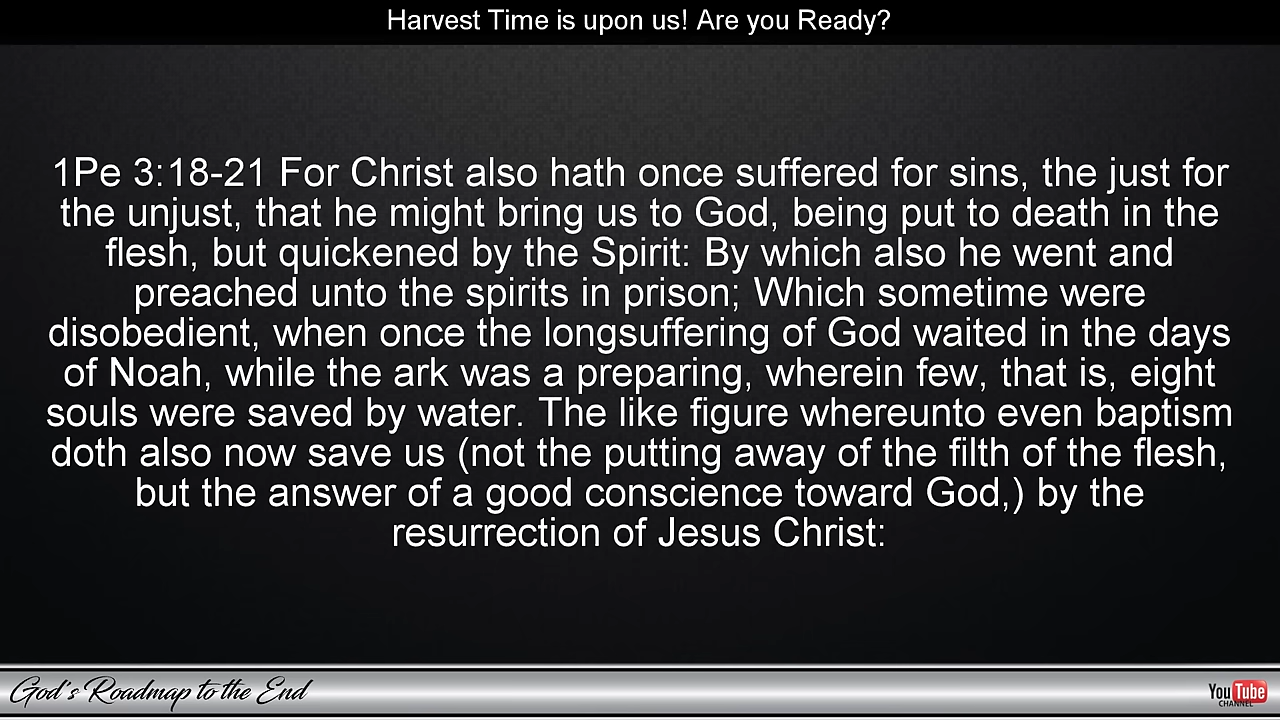 Harvest Time is upon us! Are you Ready?
1Pe 3:18-21 For Christ also hath once suffered for sins, the just for
the unjust, that he might bring us to God, being put to death in the
flesh, but quickened by the Spirit: By which also he went and
preached unto the spirits in prison; Which sometime were
disobedient, when once the longsuffering of God waited in the days
of Noah, while the ark was a preparing, wherein few, that is, eight
souls were saved by water. The like figure whereunto even baptism
doth also now save us (not the putting away of the filth of the flesh,
but the answer of a good conscience toward God,) by the
resurrection of Jesus Christ:
God's Roadmap to the End
YouTube
CHANNEL